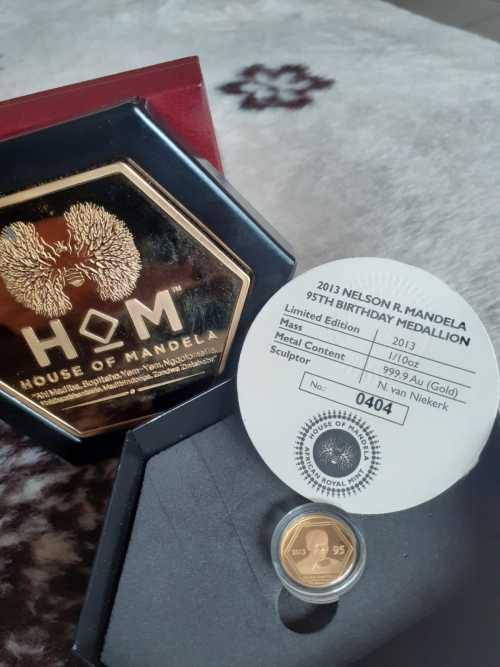 H M ™
HOUSE OF MANDELA
2013 NELSON R. MANDELA
95TH BIRTHDAY MEDALLION
Limited Edition 2013
Mass 1/10oz
Metal Content 999.9 Au (Gold)
Sculptor N. van Niekerk
No: 0404
HOUSE OF MANDELA
AFRICAN ROYAL MINT
2013 95